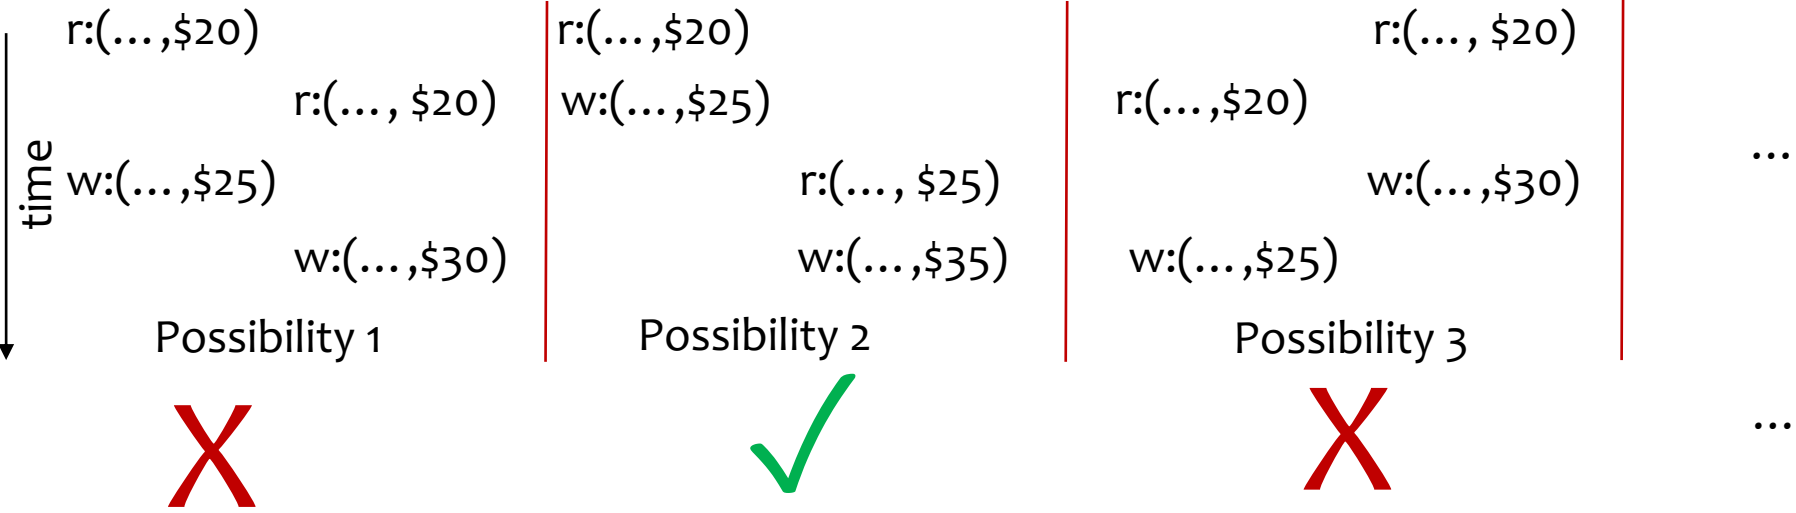 r:(…,$20)
r:(…, $20)
w:(…,$25)
w:(…,$30)
Possibility 1
X
r:(…,$20)
w:(…,$25)
r:(…, $25)
w:(…,$35)
Possibility 2
✓
r:(…, $20)
r:(…,$20)
w:(…,$30)
w:(…,$25)
Possibility 3
X
…
…
time